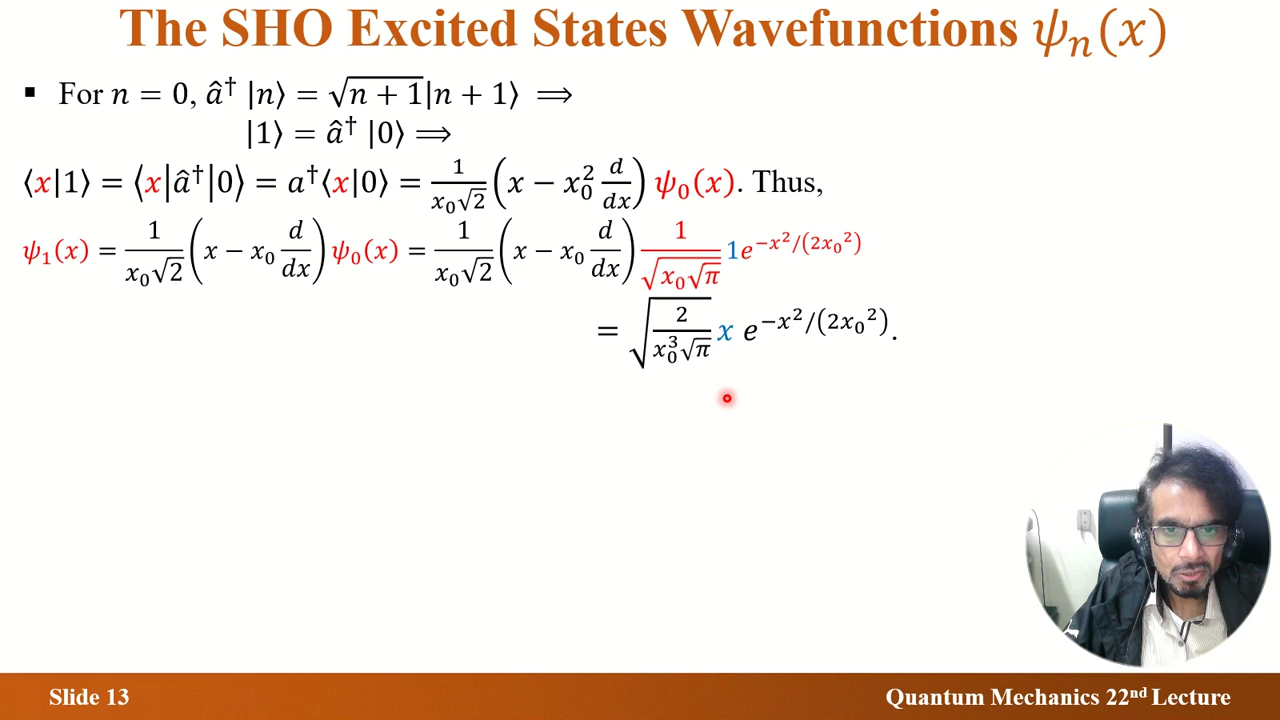 The SHO Excited States Wavefunctions ψₙ(x)
▪ For n = 0, â† |n⟩ = √(n + 1)|n + 1⟩ ⟹
|1⟩ = â† |0⟩ ⟹
⟨x|1⟩ = ⟨x|â†|0⟩ = a†⟨x|0⟩ = 1/(x₀√2) (x − x₀² d/dx) ψ₀(x). Thus,
ψ₁(x) = 1/(x₀√2) (x − x₀ d/dx) ψ₀(x) = 1/(x₀√2) (x − x₀ d/dx) 1/√(x₀√π) 1e^(−x²/(2x₀²))
= √(2/(x₀³√π)) x e^(−x²/(2x₀²)).
Slide 13
Quantum Mechanics 22nd Lecture